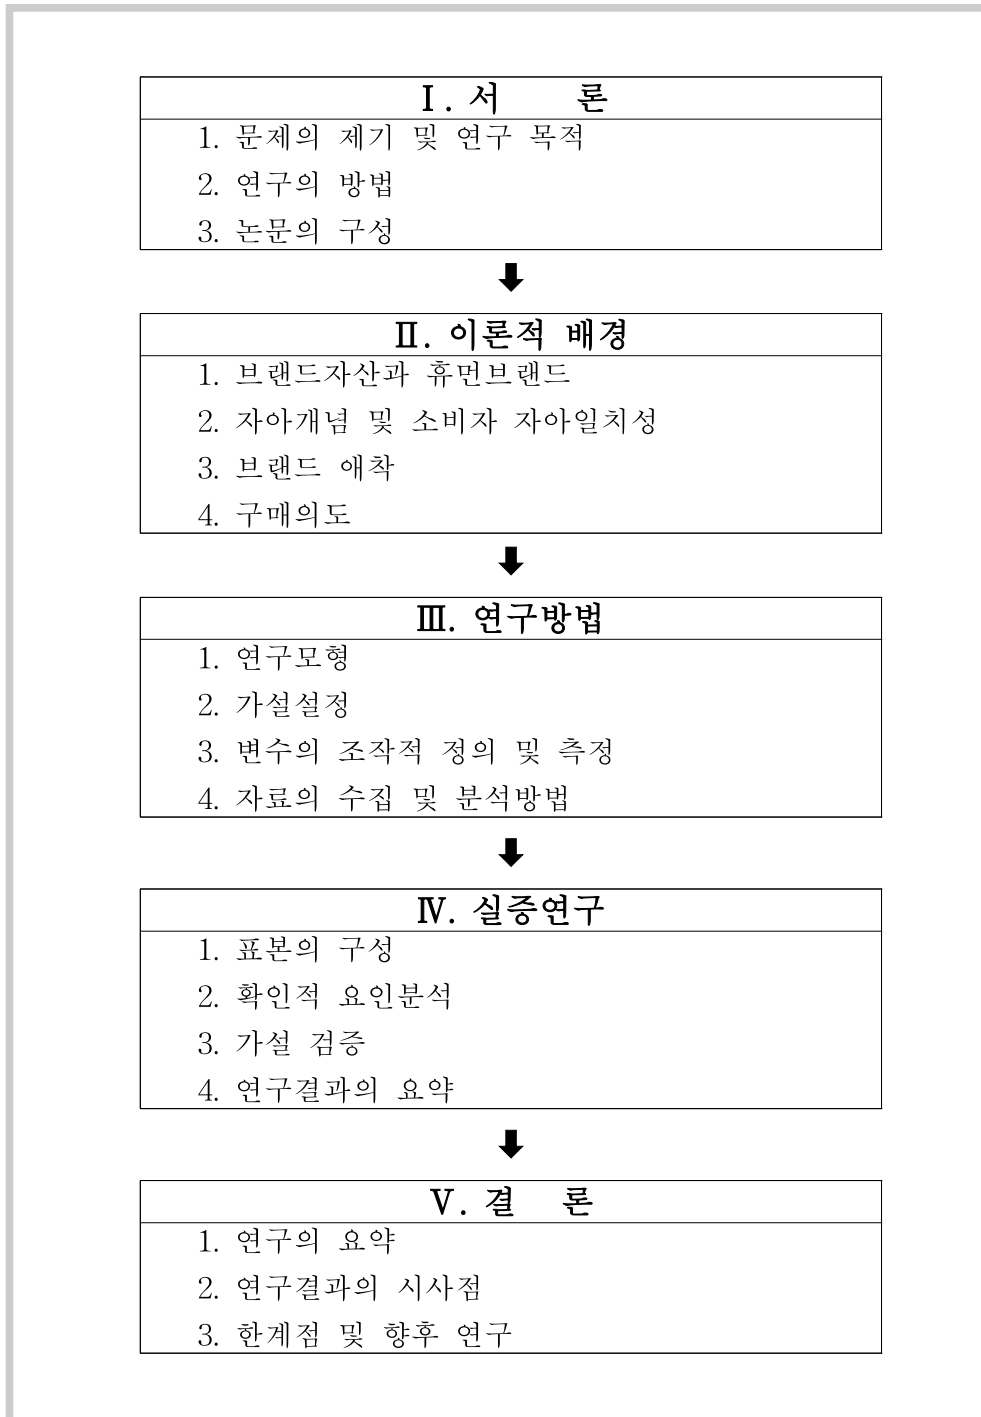 Ⅰ. 서 론
1. 문제의 제기 및 연구 목적
2. 연구의 방법
3. 논문의 구성
Ⅱ. 이론적 배경
1. 브랜드자산과 휴먼브랜드
2. 자아개념 및 소비자 자아일치성
3. 브랜드 애착
4. 구매의도
Ⅲ. 연구방법
1. 연구모형
2. 가설설정
3. 변수의 조작적 정의 및 측정
4. 자료의 수집 및 분석방법
Ⅳ. 실증연구
1. 표본의 구성
2. 확인적 요인분석
3. 가설 검증
4. 연구결과의 요약
Ⅴ. 결 론
1. 연구의 요약
2. 연구결과의 시사점
3. 한계점 및 향후 연구